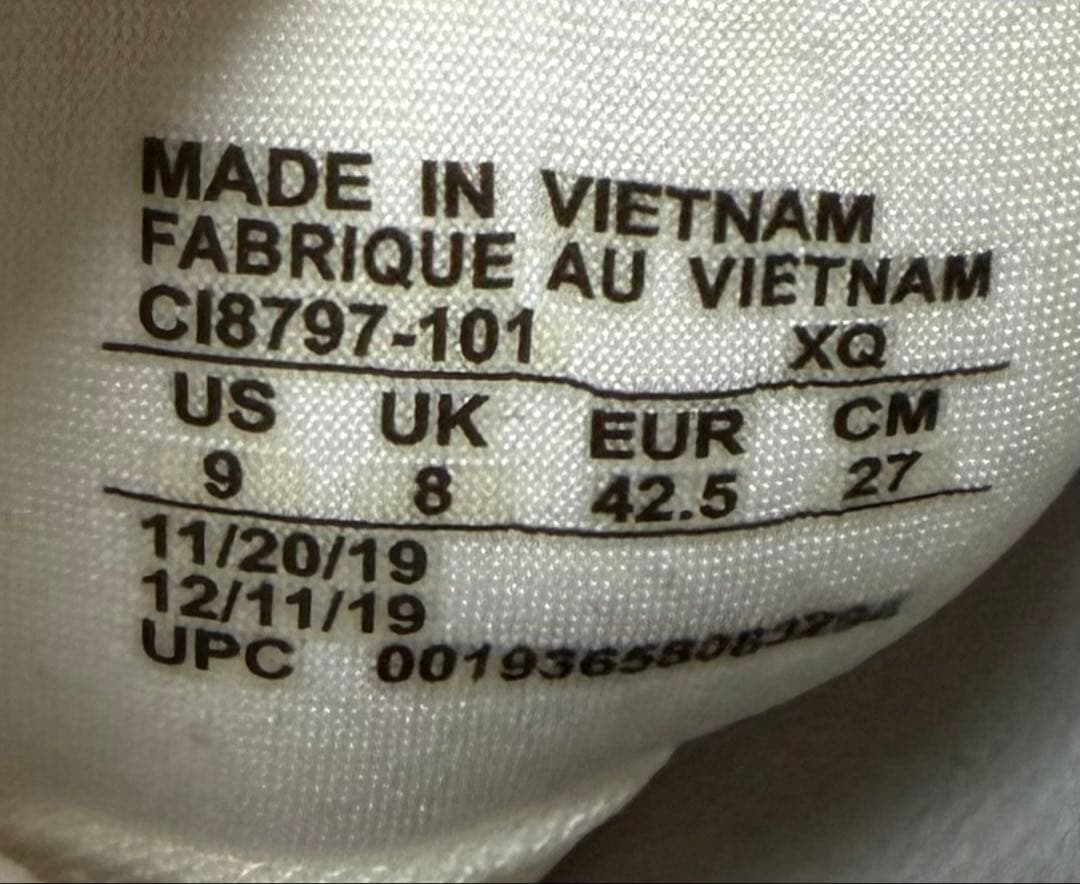 MADE IN VIETNAM
FABRIQUE AU VIETNAM
CI8797-101 XQ
US UK EUR CM
9 8 42.5 27
11/20/19
12/11/19
UPC